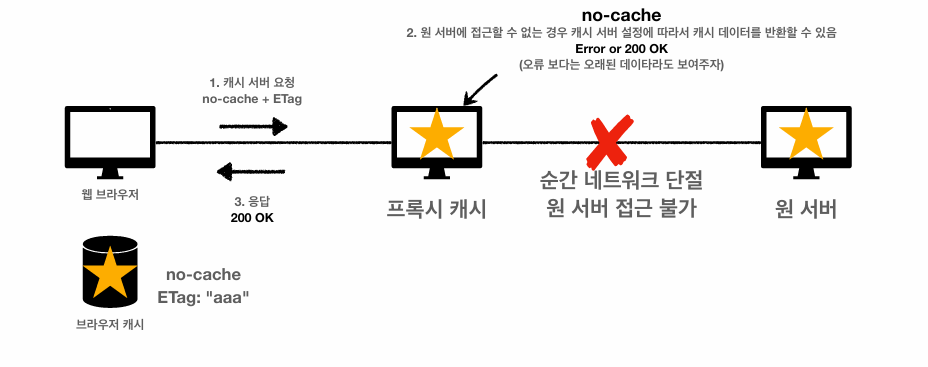 no-cache
2. 원 서버에 접근할 수 없는 경우 캐시 서버 설정에 따라서 캐시 데이터를 반환할 수 있음
Error or 200 OK
(오류 보다는 오래된 데이타라도 보여주자)
1. 캐시 서버 요청
no-cache + ETag
3. 응답
200 OK
웹 브라우저
프록시 캐시
순간 네트워크 단절
원 서버 접근 불가
원 서버
no-cache
ETag: "aaa"
브라우저 캐시